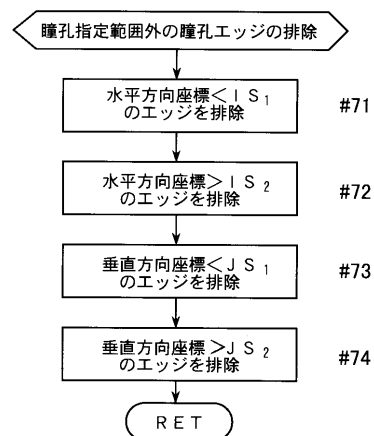 瞳孔指定範囲外の瞳孔エッジの排除
水平方向座標<IS₁
のエッジを排除
#71
水平方向座標>IS₂
のエッジを排除
#72
垂直方向座標<JS₁
のエッジを排除
#73
垂直方向座標>JS₂
のエッジを排除
#74
RET